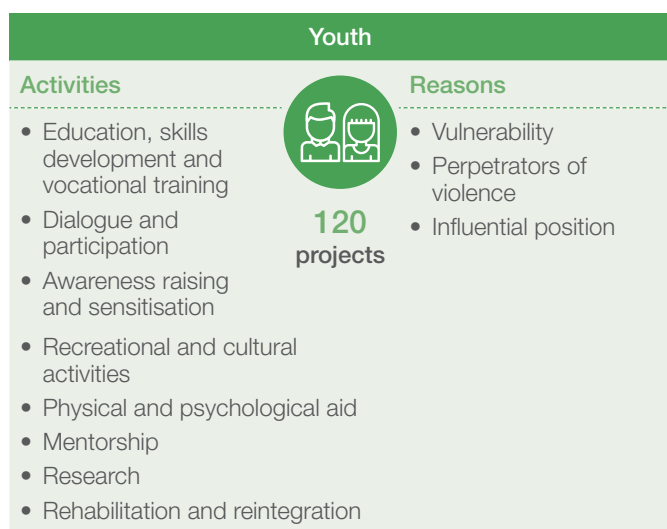 Youth
Activities
• Education, skills
development and
vocational training
• Dialogue and
participation
• Awareness raising
and sensitisation
• Recreational and cultural
activities
• Physical and psychological aid
• Mentorship
• Research
• Rehabilitation and reintegration
120
projects
Reasons
• Vulnerability
• Perpetrators of
violence
• Influential position